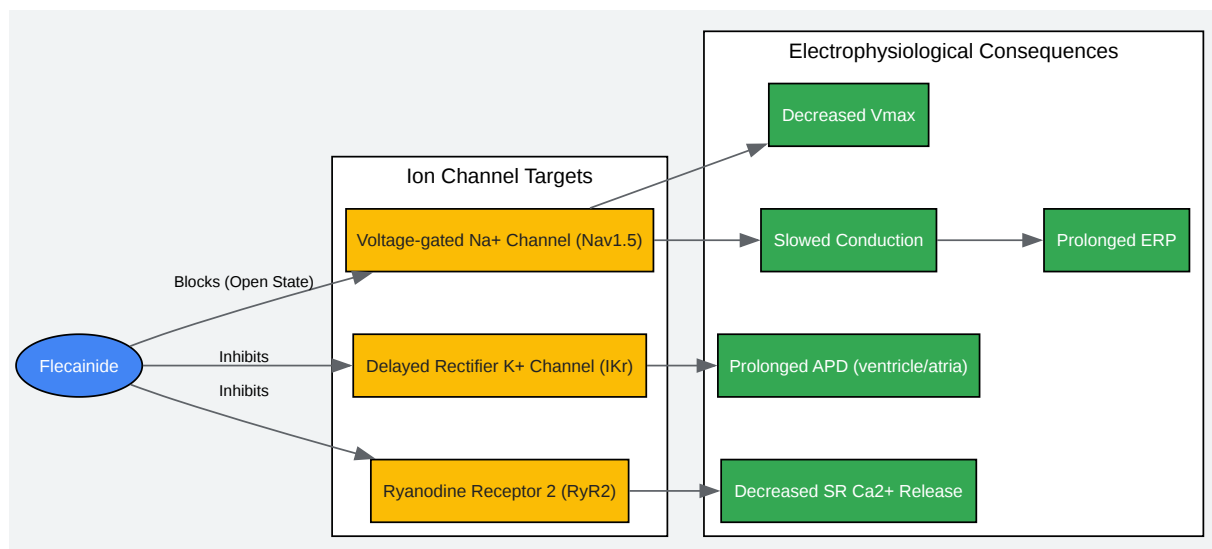 Electrophysiological Consequences
Decreased Vmax
Ion Channel Targets
Voltage-gated Na+ Channel (Nav1.5)
Slowed Conduction
Prolonged ERP
Blocks (Open State)
Flecainide
Inhibits
Delayed Rectifier K+ Channel (IKr)
Prolonged APD (ventricle/atria)
Inhibits
Ryanodine Receptor 2 (RyR2)
Decreased SR Ca2+ Release